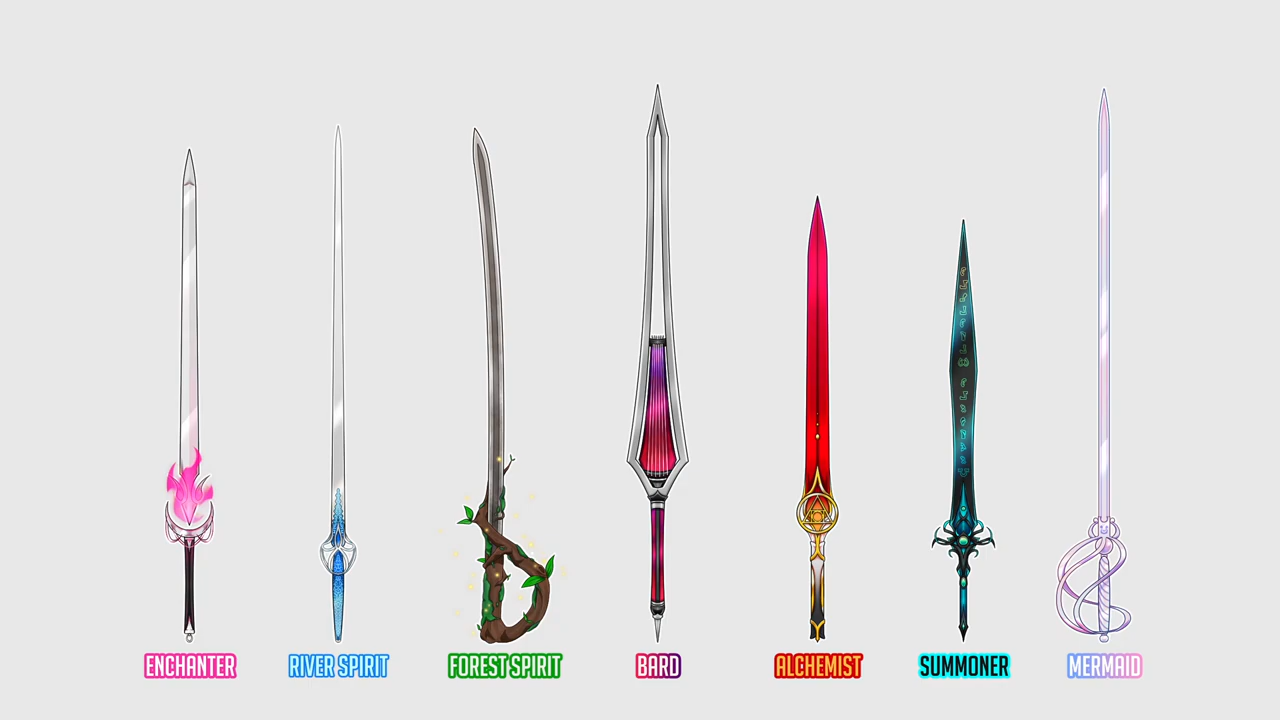 ENCHANTER
RIVER SPIRIT
FOREST SPIRIT
BARD
ALCHEMIST
SUMMONER
MERMAID